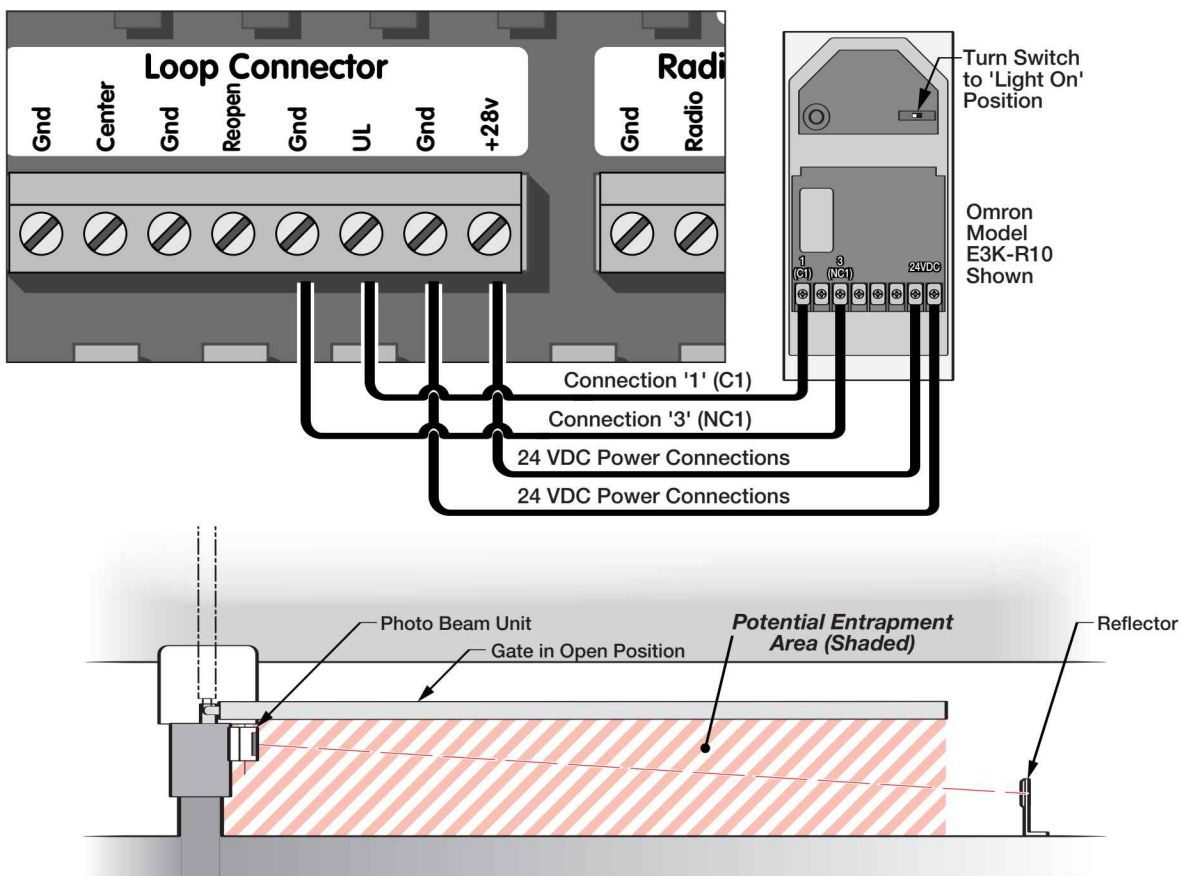 Loop Connector
Gnd
Center
Gnd
Reopen
Gnd
UL
Gnd
+28v
Radi
Gnd
Radio
Turn Switch
to 'Light On'
Position
Omron
Model
E3K-R10
Shown
1
(C1)
3
(NC1)
24VDC
Connection '1' (C1)
Connection '3' (NC1)
24 VDC Power Connections
24 VDC Power Connections
Photo Beam Unit
Gate in Open Position
Potential Entrapment
Area (Shaded)
Reflector